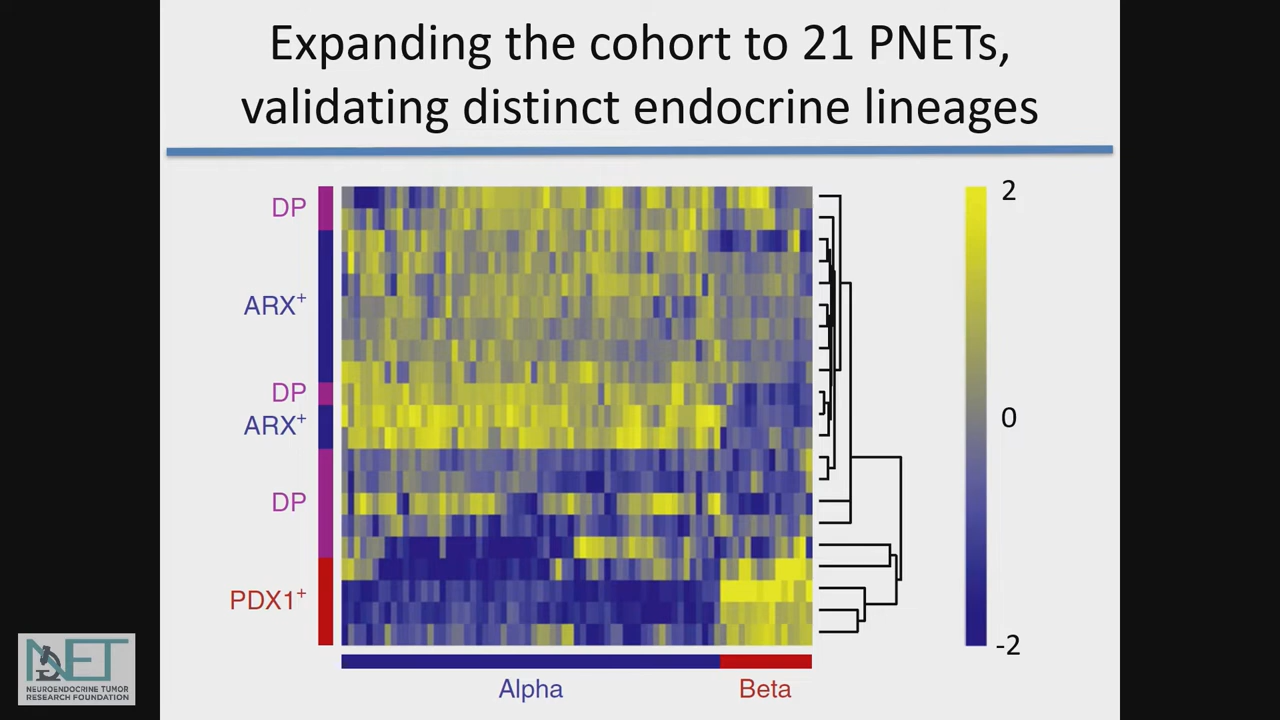 Expanding the cohort to 21 PNETs,
validating distinct endocrine lineages
DP
ARX+
DP
ARX+
DP
PDX1+
Alpha
Beta
2
0
-2
NET
NEUROENDOCRINE TUMOR
RESEARCH FOUNDATION